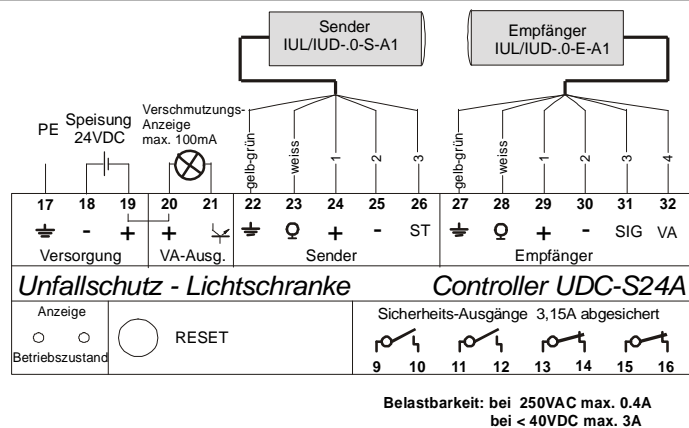 Sender
IUL/IUD-.0-S-A1
Empfänger
IUL/IUD-.0-E-A1
PE
Speisung
24VDC
Verschmutzungs-
Anzeige
max. 100mA
gelb-grün
weiss
1
2
3
gelb-grün
weiss
1
2
3
4
17 18 19 20 21 22 23 24 25 26 27 28 29 30 31 32
- + + + - ST + - SIG VA
Versorgung VA-Ausg. Sender Empfänger
Unfallschutz - Lichtschranke Controller UDC-S24A
Anzeige
Betriebszustand
RESET
Sicherheits-Ausgänge 3,15A abgesichert
9 10 11 12 13 14 15 16
Belastbarkeit: bei 250VAC max. 0.4A
bei < 40VDC max. 3A